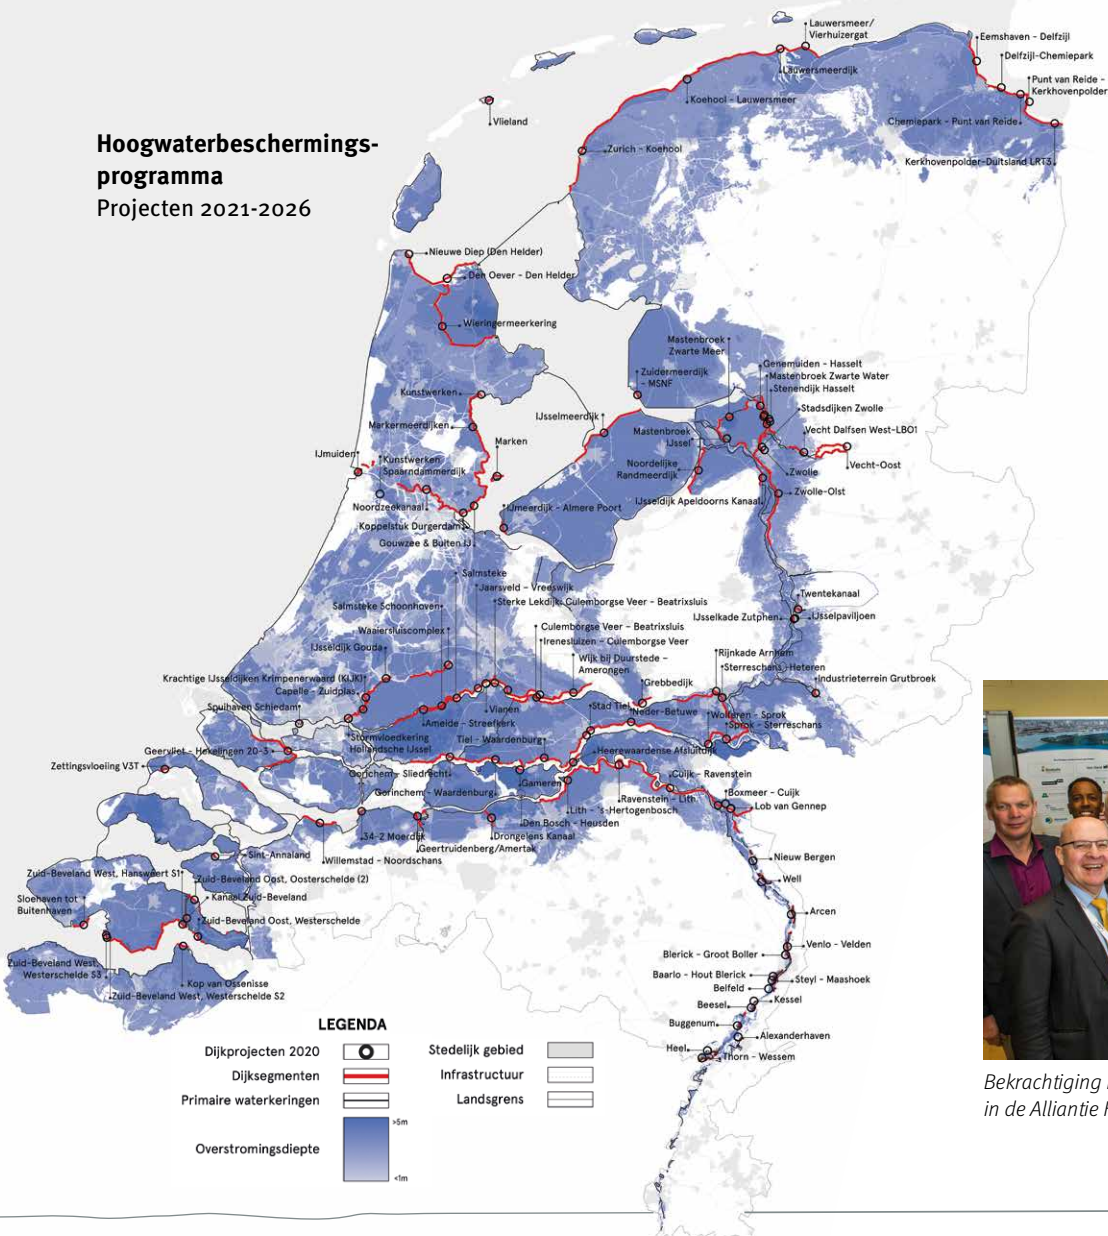 Hoogwaterbeschermings-
programma
Projecten 2021-2026
Lauwersmeer/
Vierhuizergat
Eemshaven - Delfzijl
Delfzijl-Chemiepark
Punt van Reide -
Kerkhovenpolder
Lauwersmeerdijk
Koehool - Lauwersmeer
Chemiepark - Punt van Reide
Vlieland
Zurich - Koehool
Kerkhovenpolder-Duitsland LRT3
Nieuwe Diep (Den Helder)
Den Oever - Den Helder
Wieringermeerkering
Mastenbroek
Zwarte Meer
Genemuiden - Hasselt
Mastenbroek Zwarte Water
Zuidermeerdijk
- MSNF
Stenendijk Hasselt
Kunstwerken
Stadsdijken Zwolle
IJsselmeerdijk
Markermeerdijken
Mastenbroek
IJssel
Vecht Dalfsen West-LBO1
Marken
IJmuiden
Kunstwerken
Spaarndammerdijk
Noordelijke
Randmeerdijk
Zwolle
Vecht-Oost
Zwolle-Olst
IJsseldijk Apeldoorns Kanaal
Noordzeekanaal
IJmeerdijk - Almere Poort
Koppelstuk Durgerdam
Gouwzee & Buiten IJ
Salmsteke
Jaarsveld - Vreeswijk
Sterke Lekdijk: Culemborgse Veer - Beatrixsluis
Salmsteke Schoonhoven
Twentekanaal
IJsselkade Zutphen
IJsselpaviljoen
Culemborgse Veer - Beatrixsluis
Waaiersluiscomplex
Irenesluizen - Culemborgse Veer
IJsseldijk Gouda
Wijk bij Duurstede -
Amerongen
Rijnkade Arnhem
Sterreschans-Heteren
Krachtige IJsseldijken Krimpenerwaard (KIJK)
Grebbedijk
Industrieterrein Grutbroek
Capelle - Zuidplas
Spuihaven Schiedam
Vianen
Stad Tiel
Neder-Betuwe
Wolferen - Sprok
Sprok - Sterreschans
Ameide - Streefkerk
Stormvloedkering
Hollandsche IJssel
Tiel - Waardenburg
Geervliet - Hekelingen 20-3
Heerewaardense Afsluitdijk
Zettingsvloeiing V3T
Gorichem - Sliedrecht
Gameren
Cuijk - Ravenstein
Gorinchem - Waardenburg
Ravenstein - Lith
Boxmeer - Cuijk
Lith - 's-Hertogenbosch
Lob van Gennep
Den Bosch - Heusden
34-2 Moerdijk
Drongelens Kanaal
Geertruidenberg/Amertak
Sint-Annaland
Willemstad - Noordschans
Nieuw Bergen
Zuid-Beveland West, Hansweert S1
Zuid-Beveland Oost, Oosterschelde (2)
Well
Sloehaven tot
Buitenhaven
Kanaal Zuid-Beveland
Arcen
Zuid-Beveland Oost, Westerschelde
Venlo - Velden
Blerick - Groot Boller
Zuid-Beveland West,
Westerschelde S3
Baarlo - Hout Blerick
Steyl - Maashoek
Kop van Ossenisse
Belfeld
Zuid-Beveland West, Westerschelde S2
Kessel
Beesel
Buggenum
Alexanderhaven
Heel
Thorn - Wessem
LEGENDA
Dijkprojecten 2020
Stedelijk gebied
Dijksegmenten
Infrastructuur
Primaire waterkeringen
Landsgrens
>5m
Overstromingsdiepte
<1m
Bekrachtiging
in de Alliantie